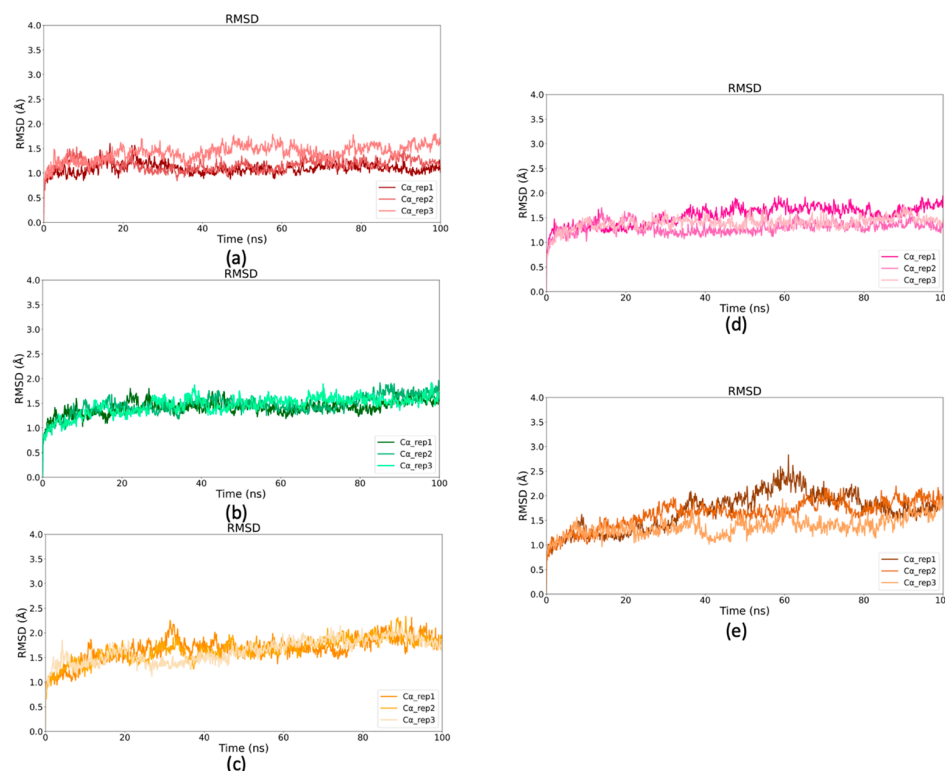 RMSD
4.0
3.5
3.0
2.5
2.0
1.5
1.0
0.5
0.0
RMSD (Å)
Cα_rep1
Cα_rep2
Cα_rep3
0 20 40 60 80 100
Time (ns)
(a)
RMSD
4.0
3.5
3.0
2.5
2.0
1.5
1.0
0.5
0.0
RMSD (Å)
Cα_rep1
Cα_rep2
Cα_rep3
0 20 40 60 80 100
Time (ns)
(b)
RMSD
4.0
3.5
3.0
2.5
2.0
1.5
1.0
0.5
0.0
RMSD (Å)
Cα_rep1
Cα_rep2
Cα_rep3
0 20 40 60 80 100
Time (ns)
(c)
RMSD
4.0
3.5
3.0
2.5
2.0
1.5
1.0
0.5
0.0
RMSD (Å)
Cα_rep1
Cα_rep2
Cα_rep3
0 20 40 60 80 100
Time (ns)
(d)
RMSD
4.0
3.5
3.0
2.5
2.0
1.5
1.0
0.5
0.0
RMSD (Å)
Cα_rep1
Cα_rep2
Cα_rep3
0 20 40 60 80 100
Time (ns)
(e)